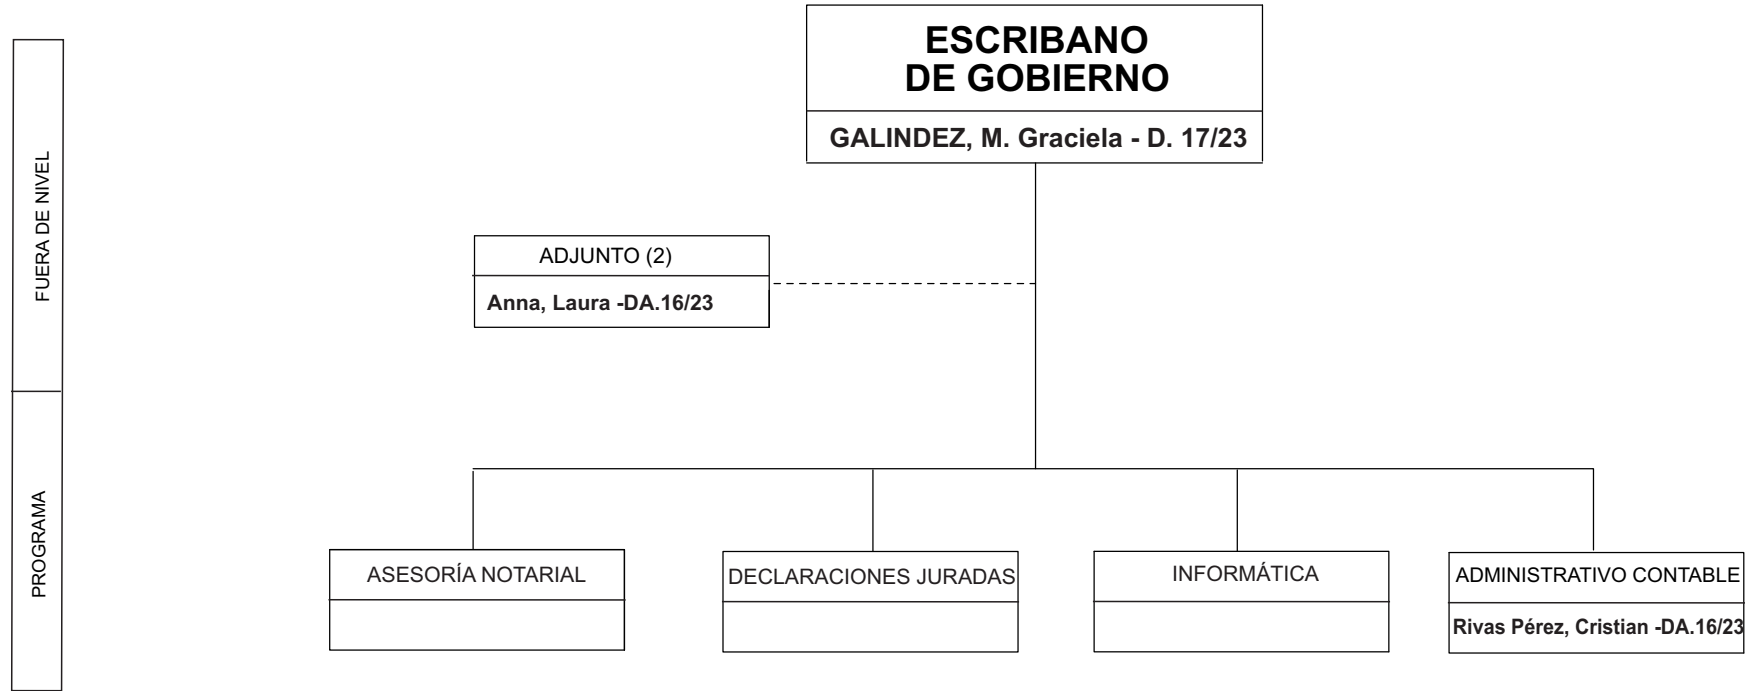 ESCRIBANO
DE GOBIERNO
GALINDEZ, M. Graciela - D. 17/23
FUERA DE NIVEL
ADJUNTO (2)
Anna, Laura -DA.16/23
PROGRAMA
ASESORÍA NOTARIAL
DECLARACIONES JURADAS
INFORMÁTICA
ADMINISTRATIVO CONTABLE
Rivas Pérez, Cristian -DA.16/23